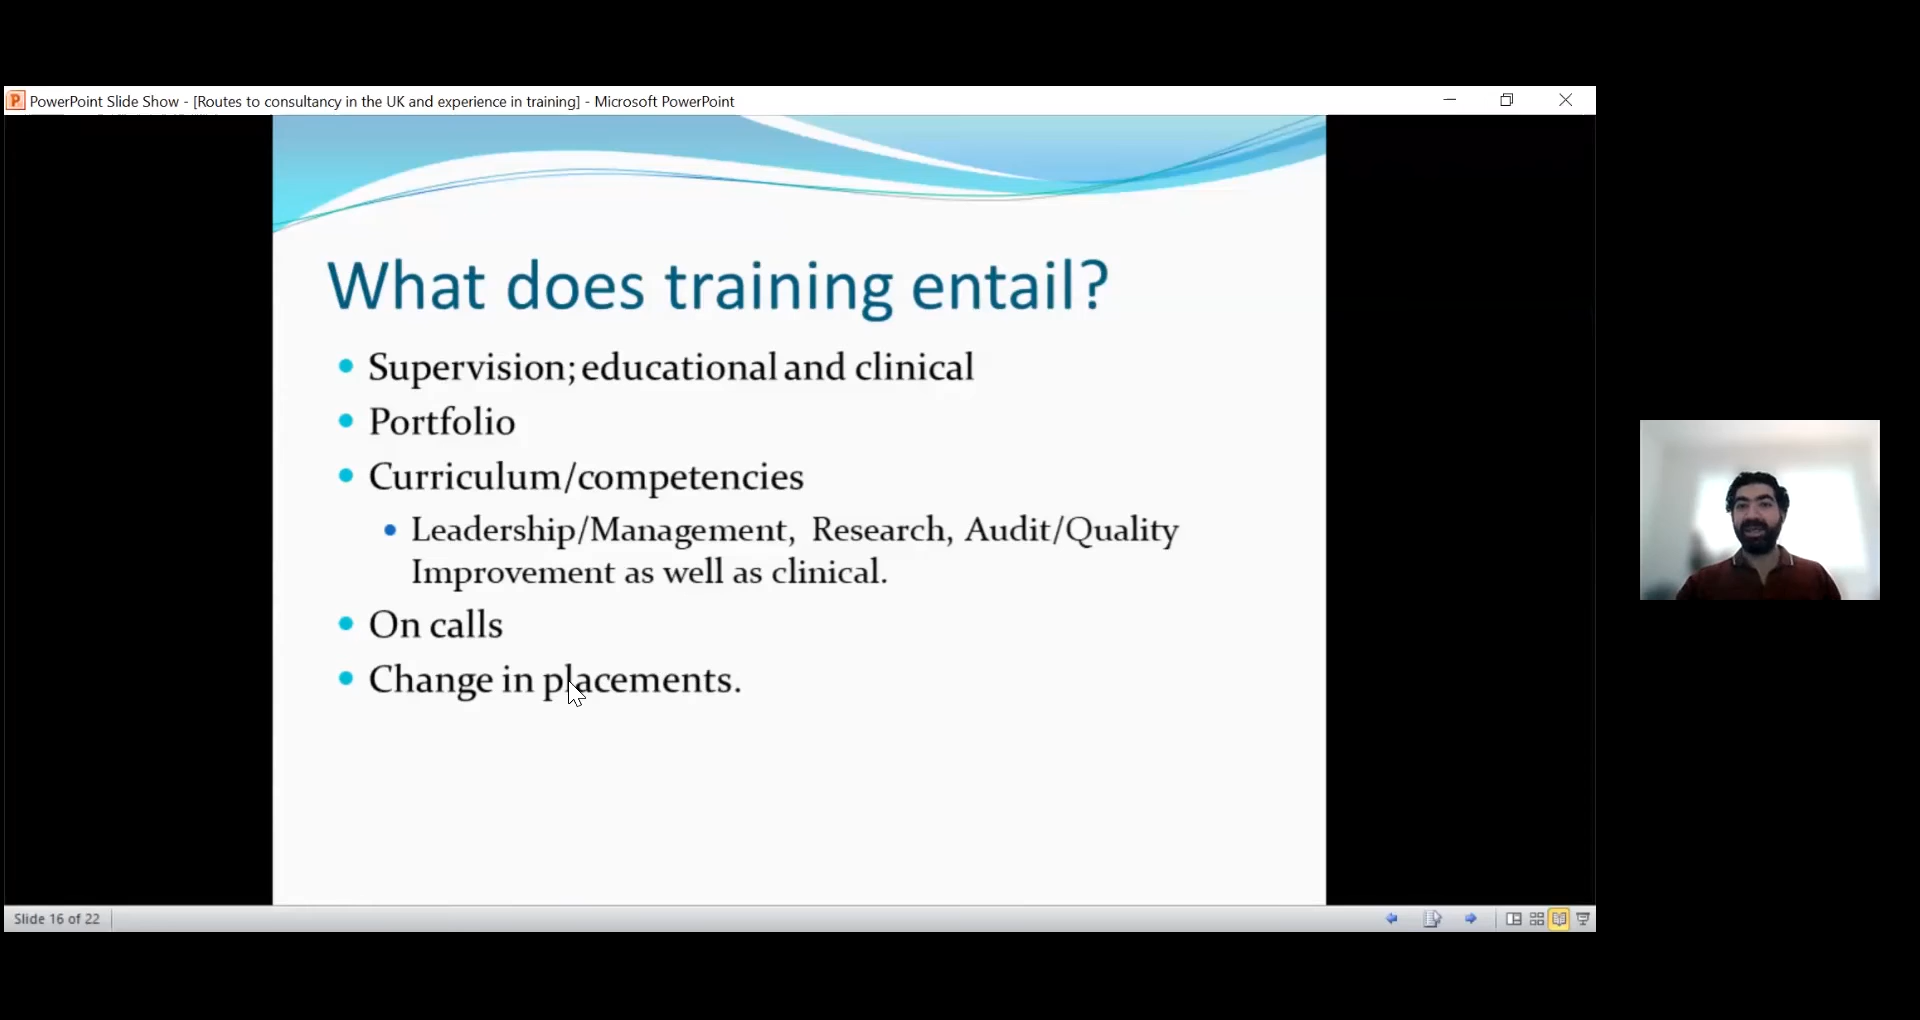 PowerPoint Slide Show - [Routes to consultancy in the UK and experience in training] - Microsoft PowerPoint
What does training entail?
Supervision; educational and clinical
Portfolio
Curriculum/competencies
Leadership/Management, Research, Audit/Quality
Improvement as well as clinical.
On calls
Change in placements.
Slide 16 of 22